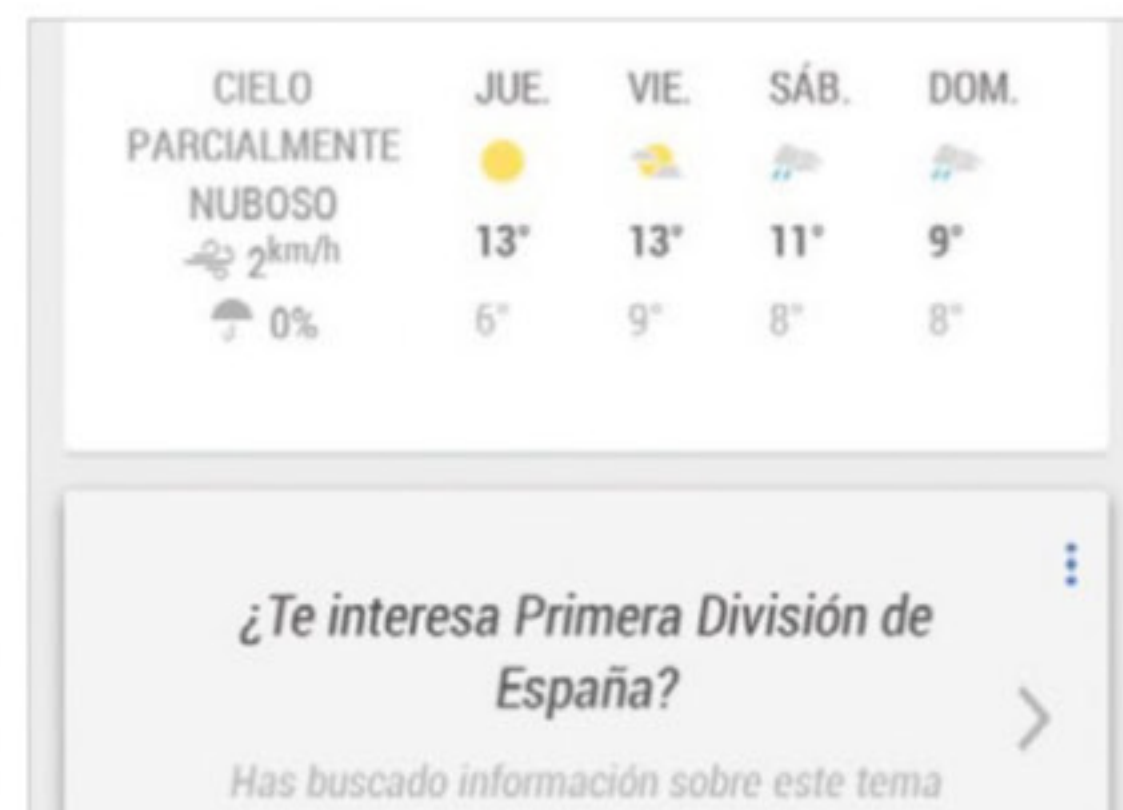 CIELO
PARCIALMENTE
NUBOSO
2km/h
0%
JUE. VIE. SÁB. DOM.
13° 13° 11° 9°
6° 9° 8° 8°
¿Te interesa Primera División de
España?
Has buscado información sobre este tema